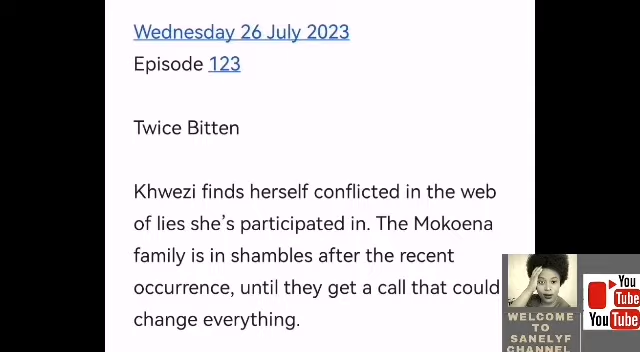 Wednesday 26 July 2023
Episode 123
Twice Bitten
Khwezi finds herself conflicted in the web
of lies she's participated in. The Mokoena
family is in shambles after the recent
occurrence, until they get a call that could
change everything.
WELCOME
TO
SANELYF
CHANNEL
You
Tube
YouTube